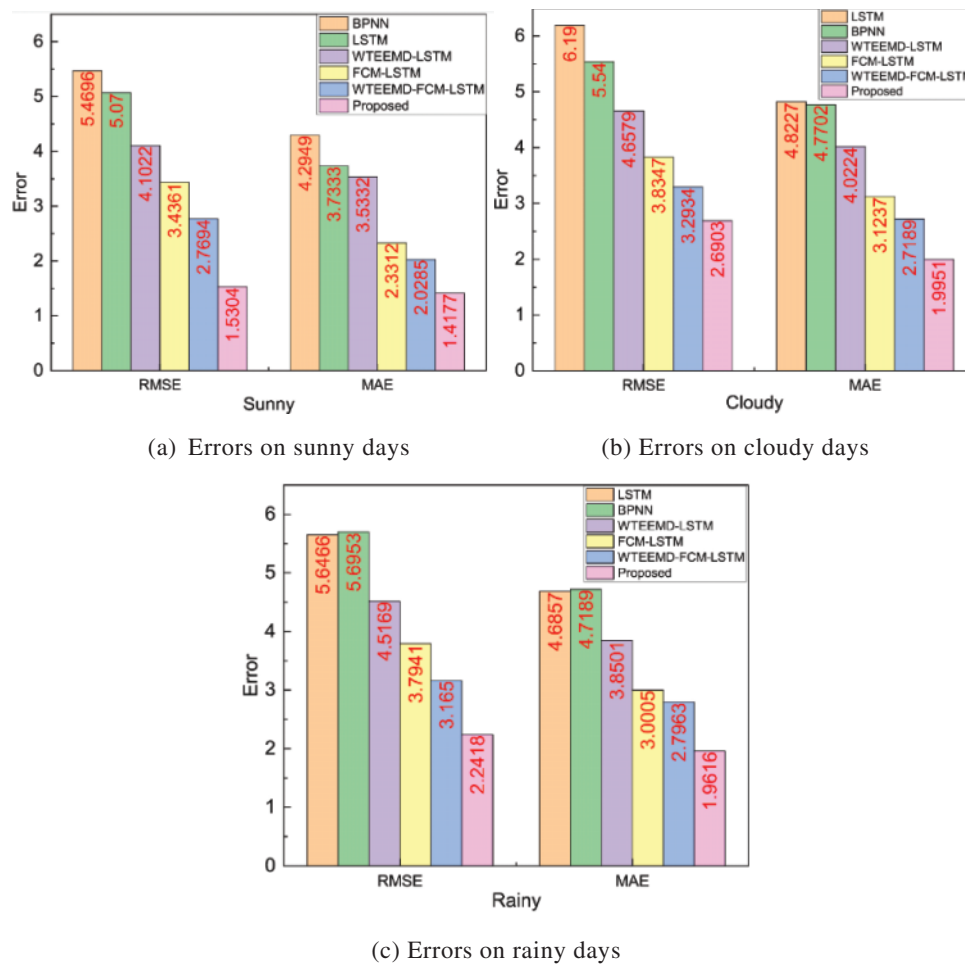 BPNN
LSTM
WTEEMD-LSTM
FCM-LSTM
WTEEMD-FCM-LSTM
Proposed
6
5
4
3
2
1
0
Error
5.4696
5.07
4.1022
3.4361
2.7694
1.5304
4.2949
3.7333
3.5332
2.3312
2.0285
1.4177
RMSE
MAE
Sunny
(a) Errors on sunny days
LSTM
BPNN
WTEEMD-LSTM
FCM-LSTM
WTEEMD-FCM-LSTM
Proposed
6
5
4
3
2
1
0
Error
6.19
5.54
4.6579
3.8347
3.2934
2.6903
4.8227
4.7702
4.0224
3.1237
2.7189
1.9951
RMSE
MAE
Cloudy
(b) Errors on cloudy days
LSTM
BPNN
WTEEMD-LSTM
FCM-LSTM
WTEEMD-FCM-LSTM
Proposed
6
5
4
3
2
1
0
Error
5.6466
5.6953
4.5169
3.7941
3.165
2.2418
4.6857
4.7189
3.8501
3.0005
2.7963
1.9616
RMSE
MAE
Rainy
(c) Errors on rainy days